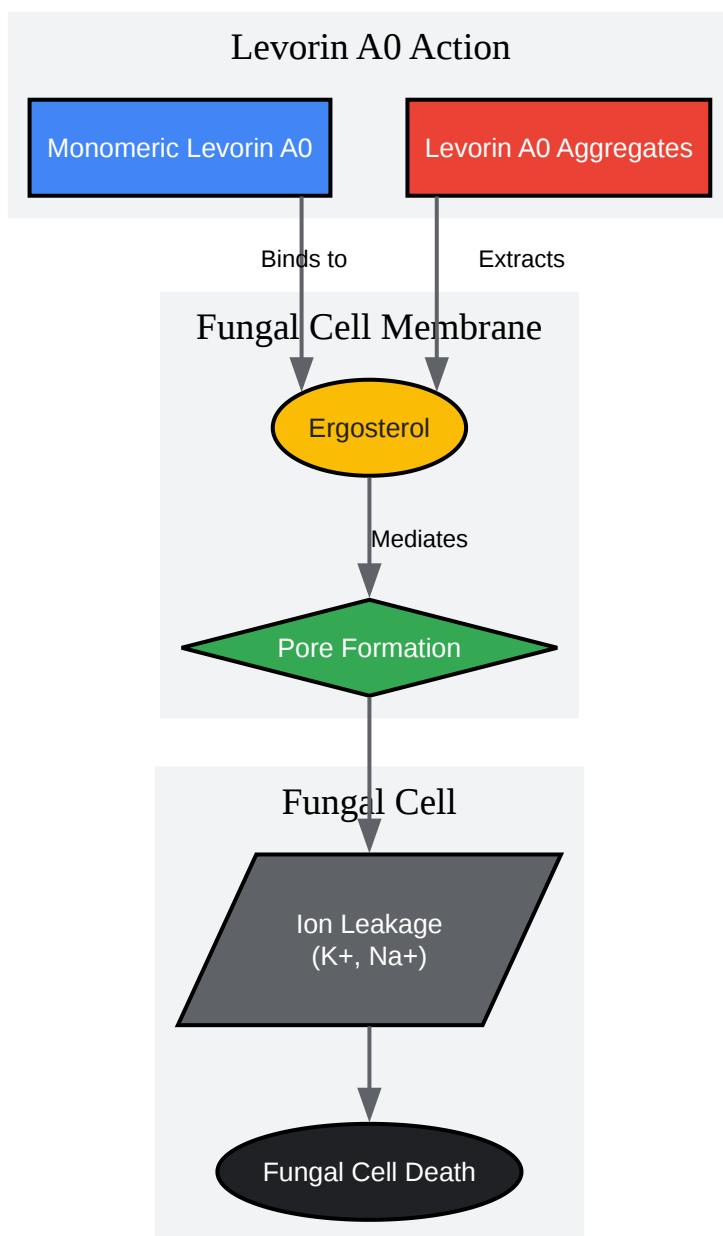 Levorin A0 Action
Monomeric Levorin A0
Levorin A0 Aggregates
Binds to
Extracts
Fungal Cell Membrane
Ergosterol
Mediates
Pore Formation
Fungal Cell
Ion Leakage
(K+, Na+)
Fungal Cell Death